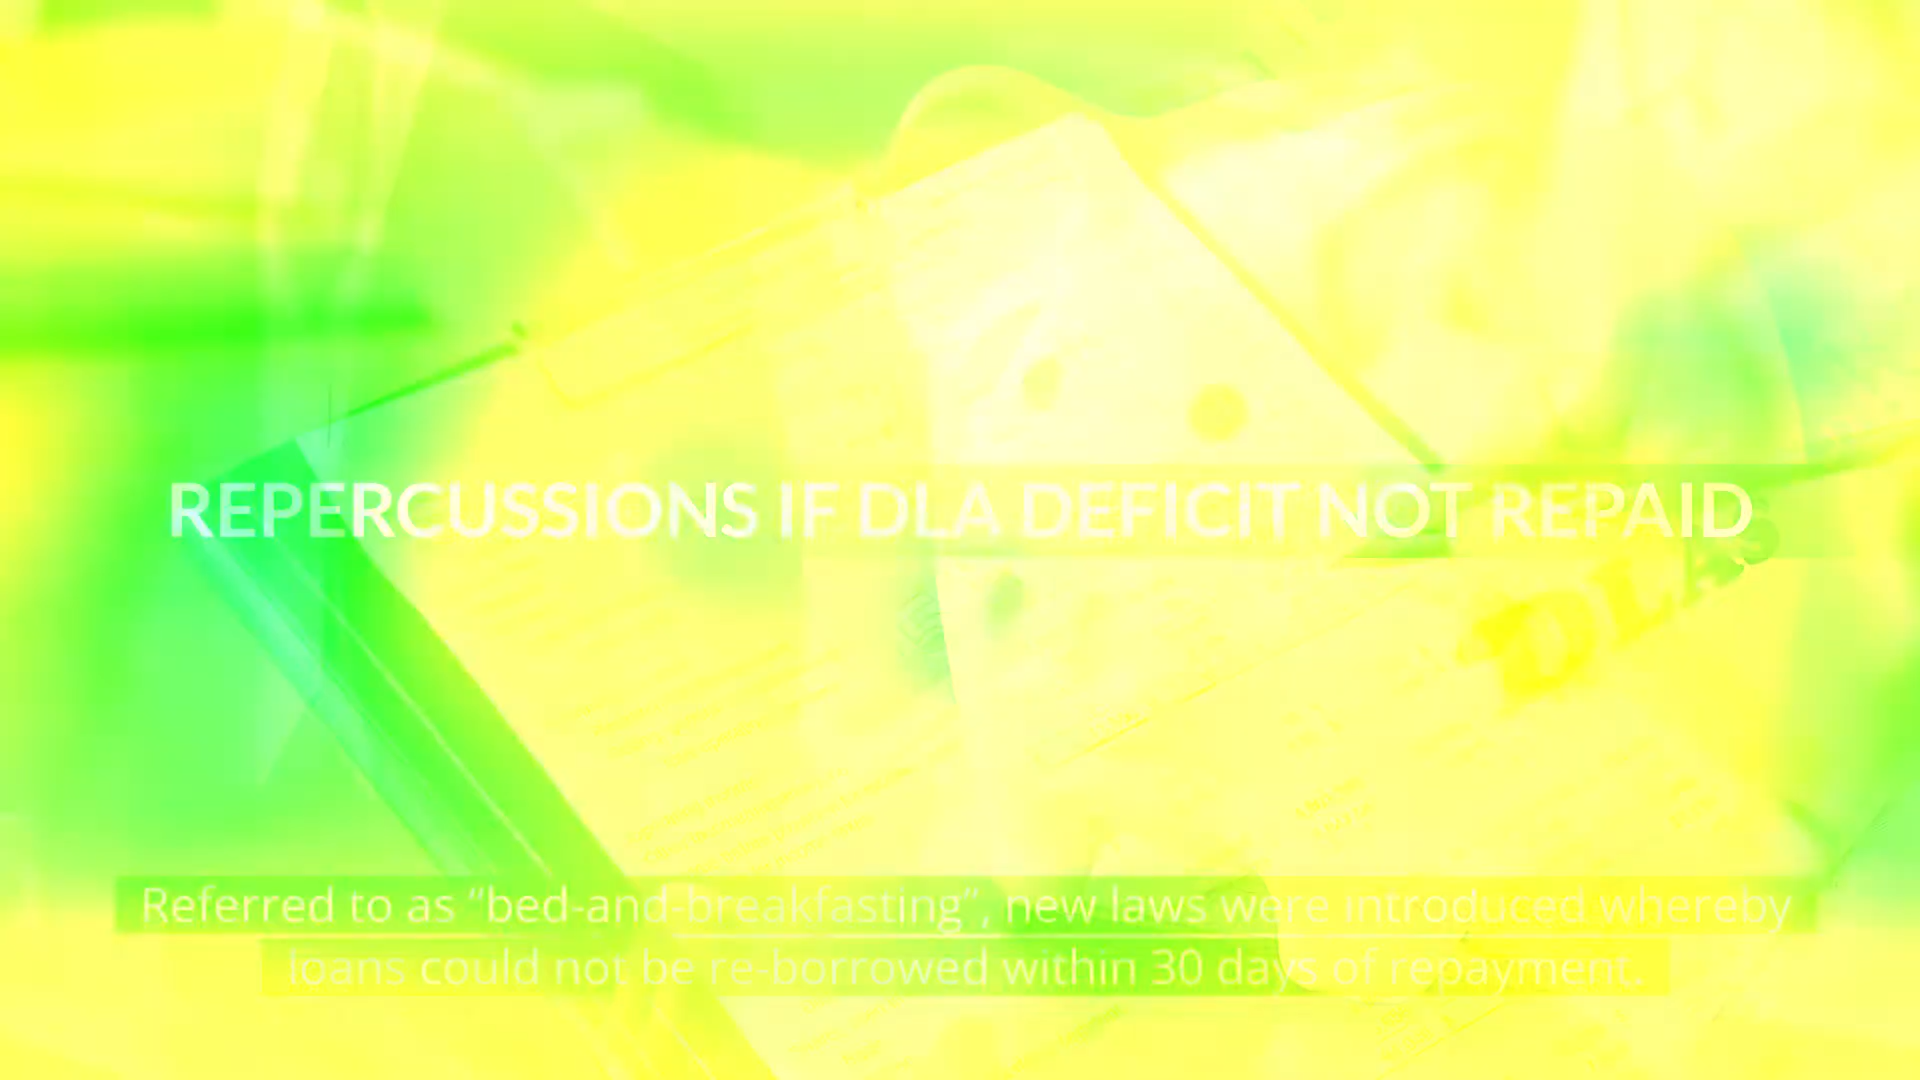 REPERCUSSIONS IF DLA DEFICIT NOT REPAID
Referred to as “bed-and-breakfasting”, new laws were introduced whereby
loans could not be re-borrowed within 30 days of repayment.